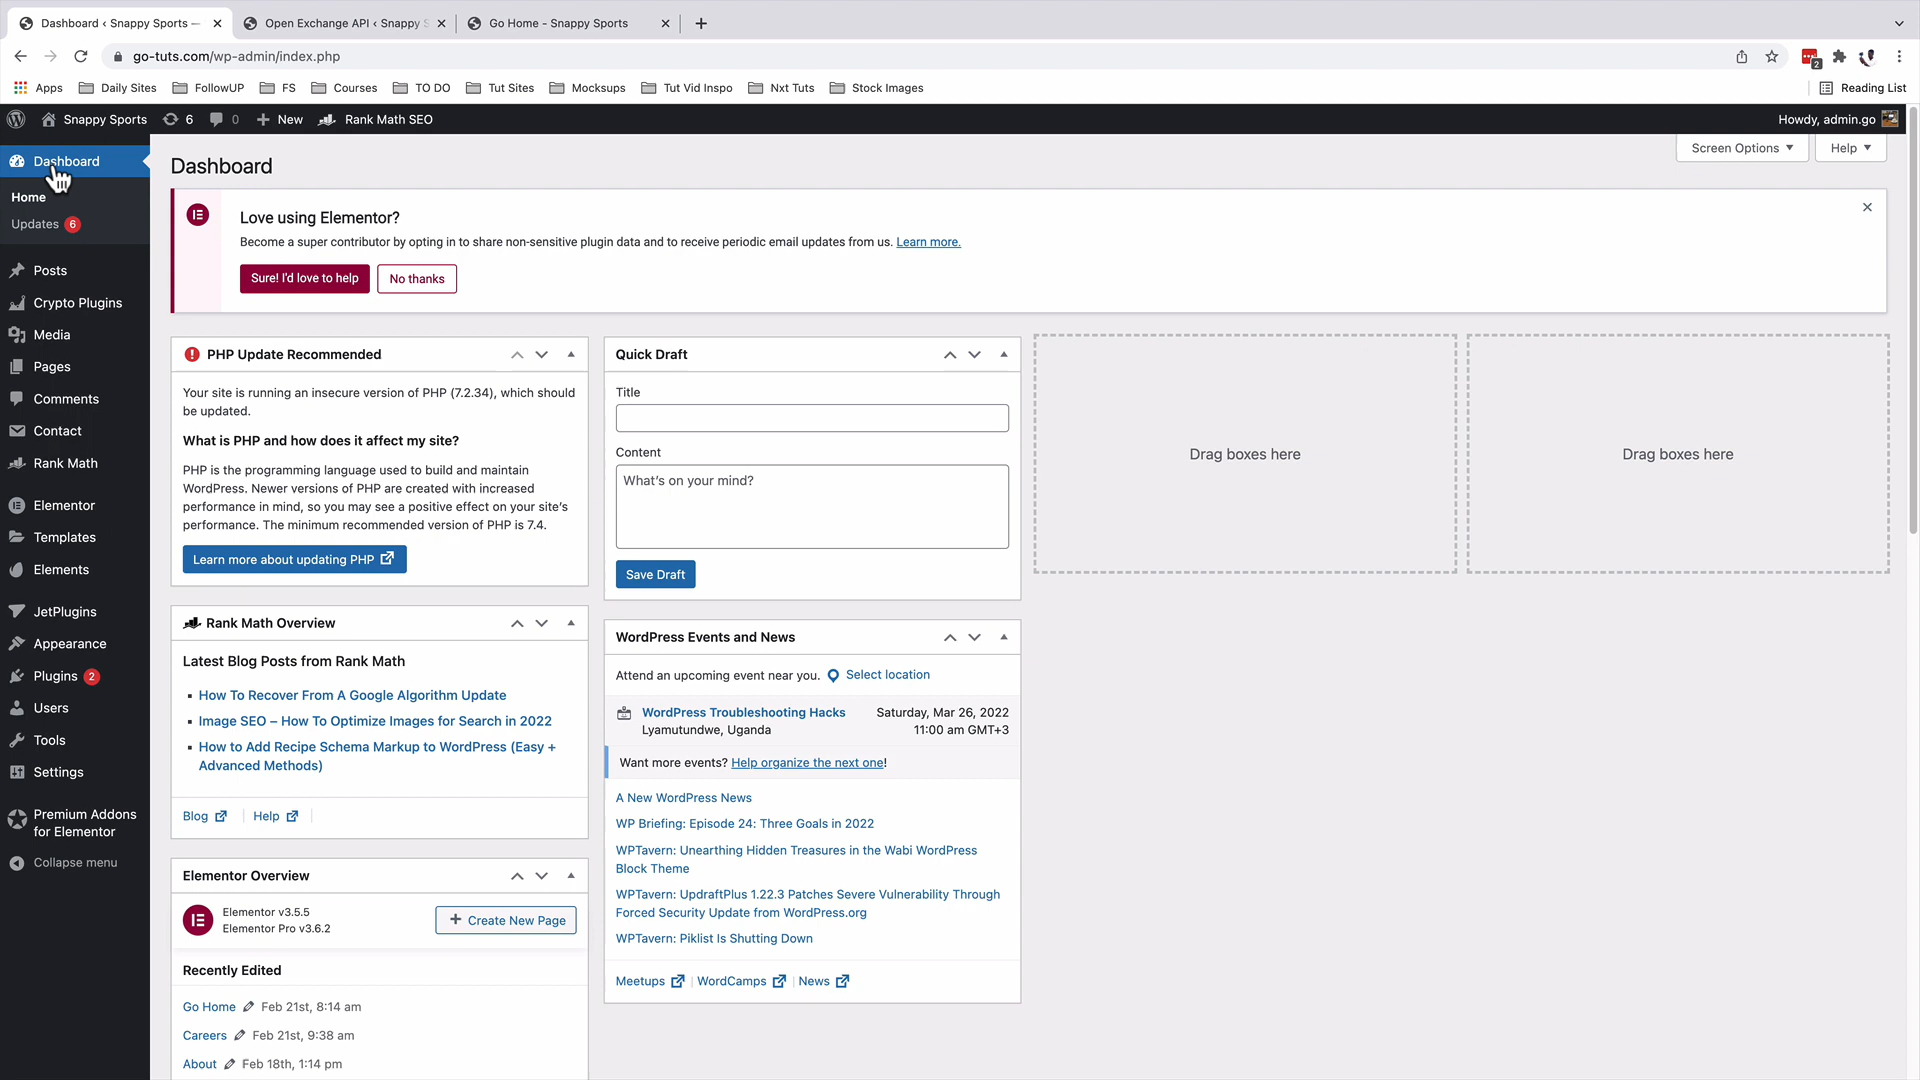 Dashboard ‹ Snappy Sports —
Open Exchange API ‹ Snappy S
Go Home - Snappy Sports
go-tuts.com/wp-admin/index.php
2
Apps
Daily Sites
FollowUP
FS
Courses
TO DO
Tut Sites
Mocksups
Tut Vid Inspo
Nxt Tuts
Stock Images
Reading List
Snappy Sports
6
0
New
Rank Math SEO
Howdy, admin.go
Dashboard
Home
Updates 6
Posts
Crypto Plugins
Media
Pages
Comments
Contact
Rank Math
Elementor
Templates
Elements
JetPlugins
Appearance
Plugins 2
Users
Tools
Settings
Premium Addons
for Elementor
Collapse menu
Dashboard
Screen Options
Help
Love using Elementor?
Become a super contributor by opting in to share non-sensitive plugin data and to receive periodic email updates from us. Learn more.
Sure! I'd love to help
No thanks
PHP Update Recommended
Your site is running an insecure version of PHP (7.2.34), which should
be updated.
What is PHP and how does it affect my site?
PHP is the programming language used to build and maintain
WordPress. Newer versions of PHP are created with increased
performance in mind, so you may see a positive effect on your site's
performance. The minimum recommended version of PHP is 7.4.
Learn more about updating PHP
Rank Math Overview
Latest Blog Posts from Rank Math
How To Recover From A Google Algorithm Update
Image SEO – How To Optimize Images for Search in 2022
How to Add Recipe Schema Markup to WordPress (Easy +
Advanced Methods)
Blog
Help
Elementor Overview
Elementor v3.5.5
Elementor Pro v3.6.2
Create New Page
Recently Edited
Go Home Feb 21st, 8:14 am
Careers Feb 21st, 9:38 am
About Feb 18th, 1:14 pm
Quick Draft
Title
Content
What's on your mind?
Save Draft
WordPress Events and News
Attend an upcoming event near you. Select location
WordPress Troubleshooting Hacks
Lyamutundwe, Uganda
Saturday, Mar 26, 2022
11:00 am GMT+3
Want more events? Help organize the next one!
A New WordPress News
WP Briefing: Episode 24: Three Goals in 2022
WPTavern: Unearthing Hidden Treasures in the Wabi WordPress
Block Theme
WPTavern: UpdraftPlus 1.22.3 Patches Severe Vulnerability Through
Forced Security Update from WordPress.org
WPTavern: Piklist Is Shutting Down
Meetups
WordCamps
News
Drag boxes here
Drag boxes here